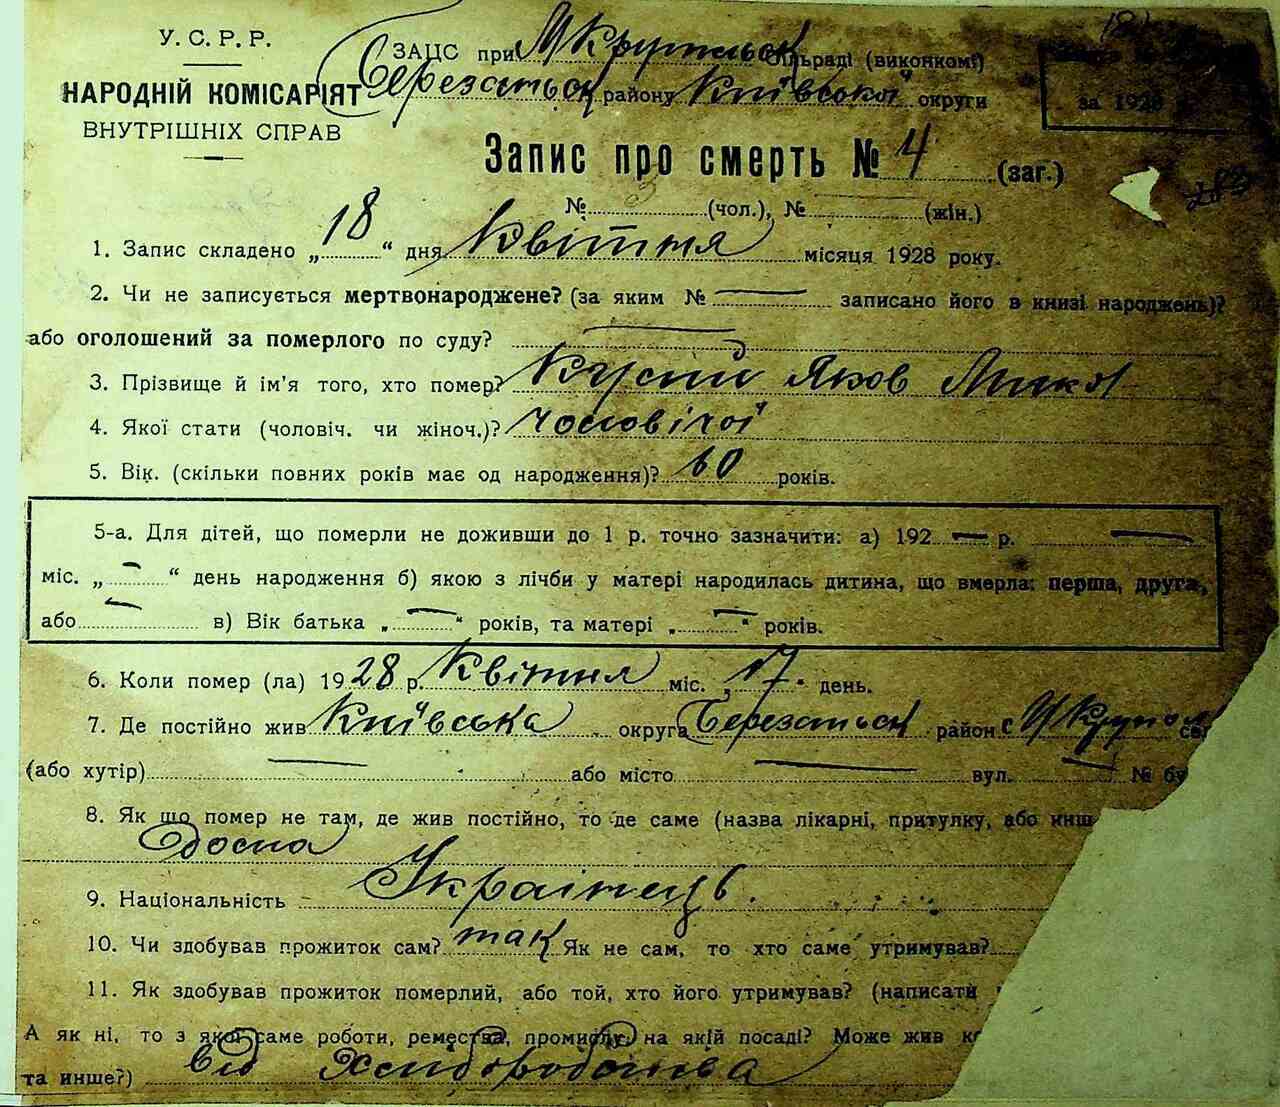 У. С. Р. Р.
НАРОДНІЙ КОМІСАРІЯТ
ВНУТРІШНІХ СПРАВ
ЗАЦС при сільраді (виконкомі)
району Київської округи
за 1928
Запис про смерть № 4 (заг.)
№ 3 (чол.), № — (жін.)
283
1. Запис складено „18“ дня Квітня місяця 1928 року.
2. Чи не записується мертвонароджене? (за яким № — записано його в книзі народжень)?
або оголошений за померлого по суду? —
3. Прізвище й ім'я того, хто помер? Яков
4. Якої стати (чоловіч. чи жіноч.)? чоловічої
5. Вік. (скільки повних років має од народження)? 60 років.
5-а. Для дітей, що померли не доживши до 1 р. точно зазначити: а) 192 — р. —
міс. „ — “ день народження б) якою з лічби у матері народилась дитина, що вмерла: перша, друга,
або — в) Вік батька „ — “ років, та матері „ — “ років.
6. Коли помер (ла) 1928 р. Квітня міс. „17. день.
7. Де постійно жив Київська округа район с
(або хутір) — або місто — вул. — № бу
8. Як що помер не там, де жив постійно, то де саме (назва лікарні, притулку, або инш
вдома
9. Національність Українець.
10. Чи здобував прожиток сам? так Як не сам, то хто саме утримував?
11. Як здобував прожиток померлий, або той, хто його утримував? (написати
А як ні, то з якої саме роботи, ремества, промислу, на якій посаді? Може жив
та инше?) від Хліборобства